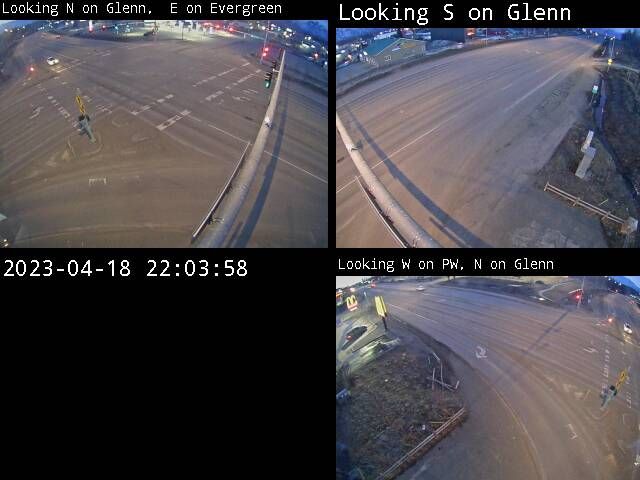 Looking N on Glenn,  E on Evergreen
Looking S on Glenn
2023-04-18 22:03:58
Looking W on PW, N on Glenn